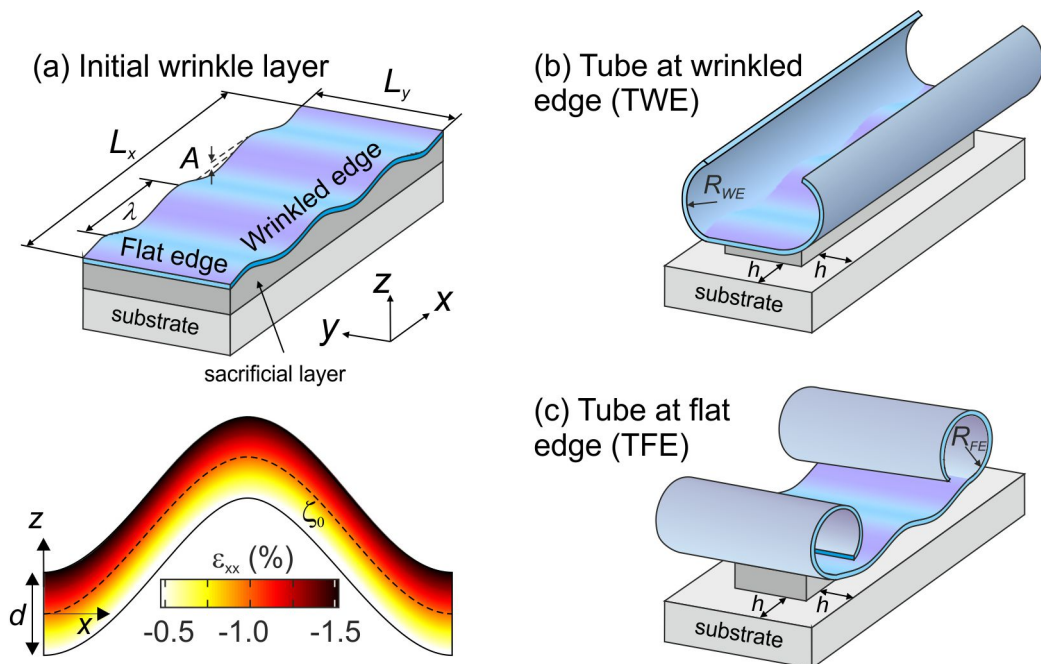 (a) Initial wrinkle layer
L_x
L_y
A
λ
Flat edge
Wrinkled edge
substrate
sacrificial layer
z
y
x
z
d
x
ζ₀
ε_xx (%)
-0.5 -1.0 -1.5
(b) Tube at wrinkled
edge (TWE)
R_WE
h
h
substrate
(c) Tube at flat
edge (TFE)
R_FE
h
h
substrate